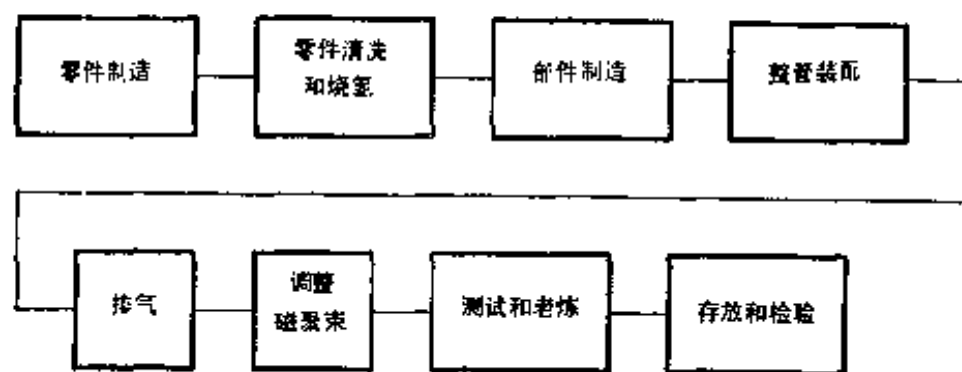 零件制造
零件清洗
和烧氢
部件制造
整管装配
排气
调整
磁聚束
测试和老炼
存放和检验